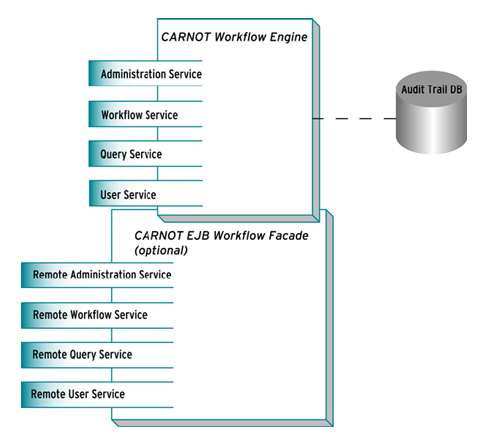 CARNOT Workflow Engine
Administration Service
Workflow Service
Query Service
User Service
Audit Trail DB
CARNOT EJB Workflow Facade
(optional)
Remote Administration Service
Remote Workflow Service
Remote Query Service
Remote User Service